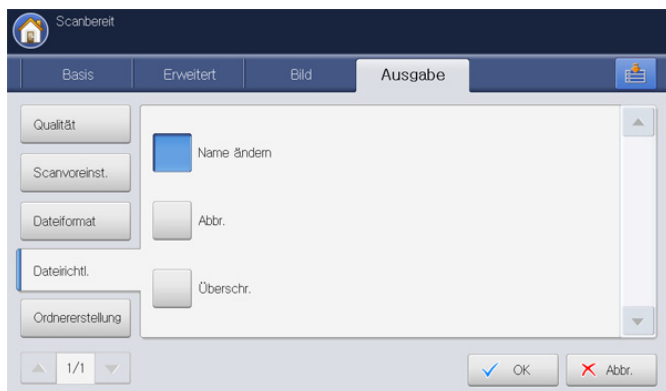 Scanbereit
Basis
Erweitert
Bild
Ausgabe
Qualität
Scanvoreinst.
Dateiformat
Dateirichtl.
Ordnererstellung
Name ändern
Abbr.
Überschr.
1/1
OK
Abbr.